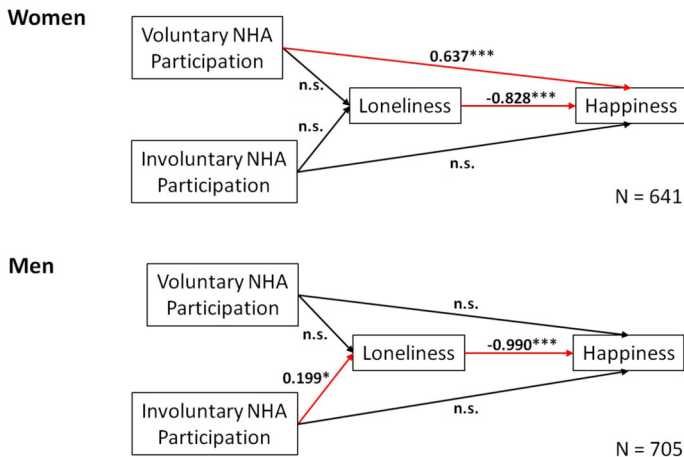 Women
Voluntary NHA
Participation
0.637***
n.s.
Loneliness
-0.828***
Happiness
n.s.
Involuntary NHA
Participation
n.s.
N = 641
Men
Voluntary NHA
Participation
n.s.
n.s.
Loneliness
-0.990***
Happiness
0.199*
Involuntary NHA
Participation
n.s.
N = 705